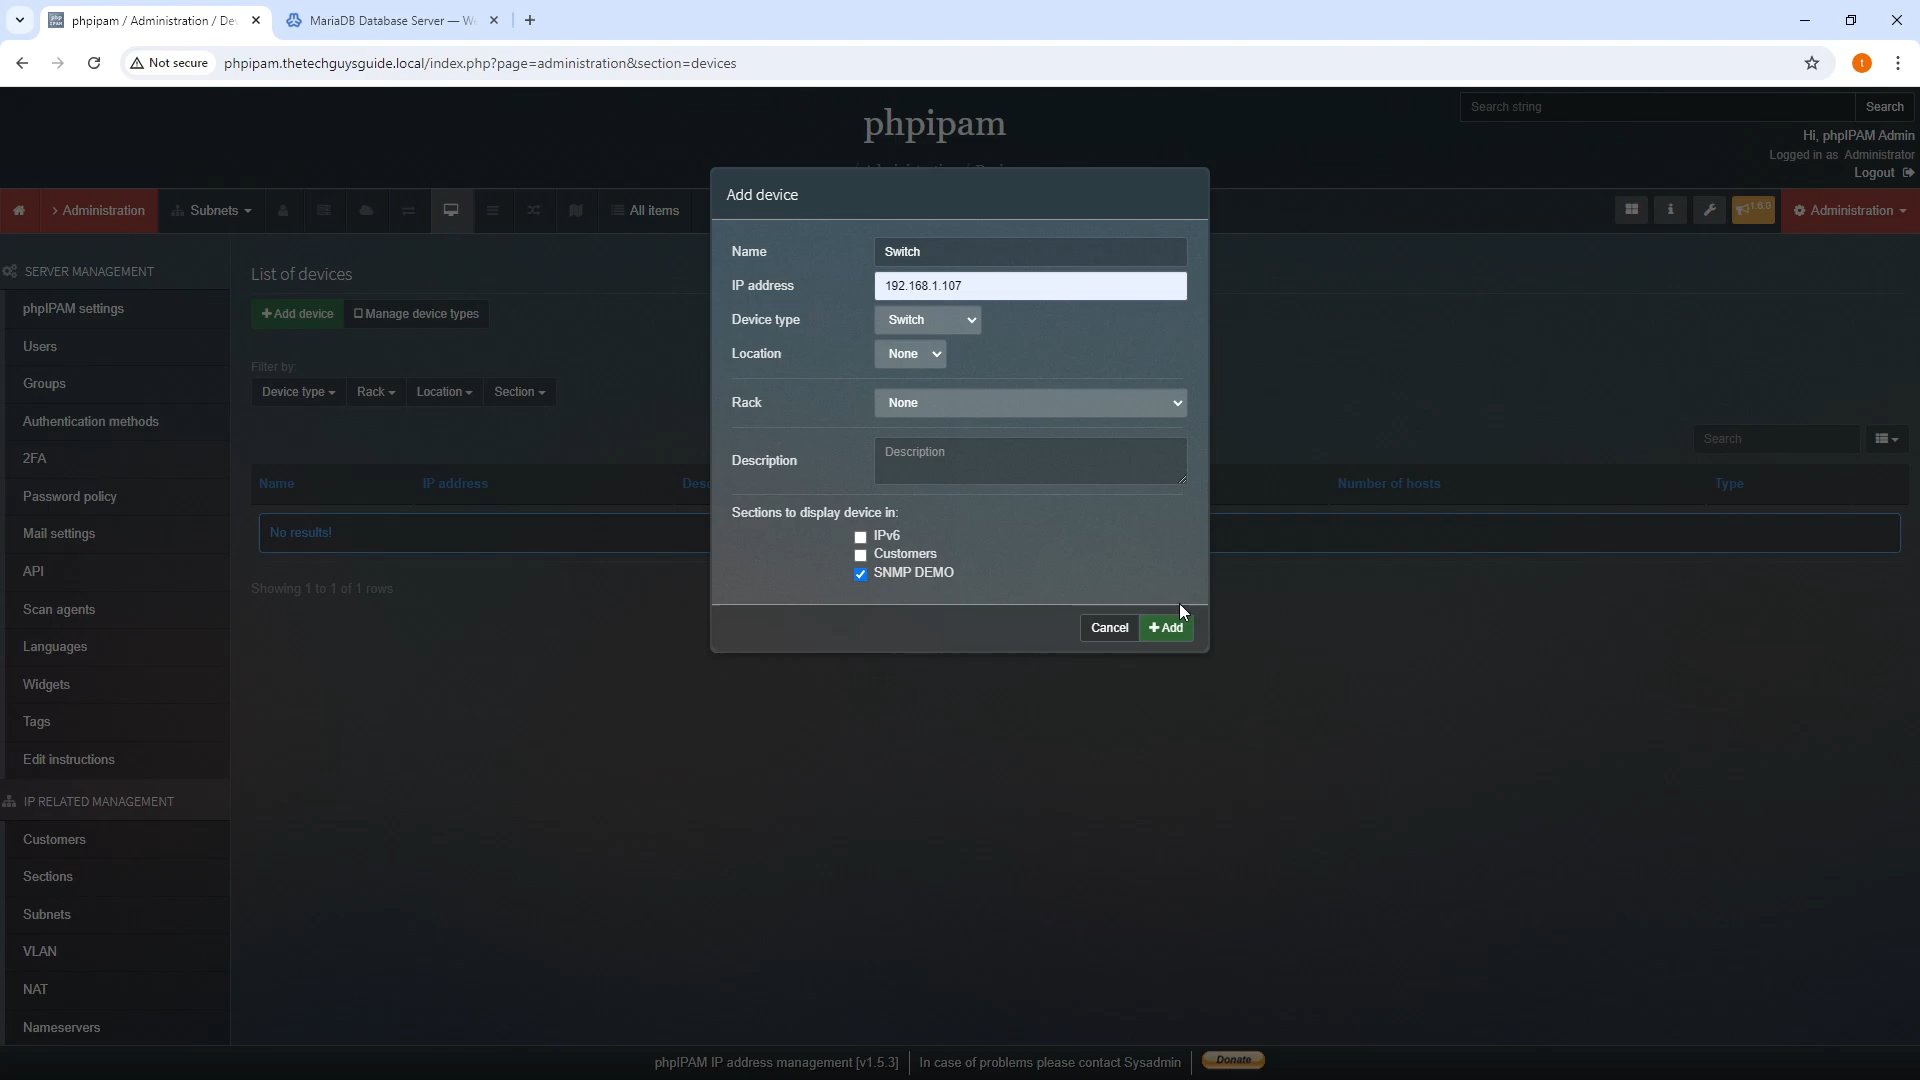 phpipam / Administration / De
MariaDB Database Server — W
Not secure
phpipam.thetechguysguide.local/index.php?page=administration&section=devices
phpipam
Search string
Search
Hi, phpIPAM Admin
Logged in as Administrator
Logout
> Administration
Subnets
All items
1.6.0
Administration
SERVER MANAGEMENT
phpIPAM settings
Users
Groups
Authentication methods
2FA
Password policy
Mail settings
API
Scan agents
Languages
Widgets
Tags
Edit instructions
IP RELATED MANAGEMENT
Customers
Sections
Subnets
VLAN
NAT
Nameservers
List of devices
+ Add device
Manage device types
Filter by:
Device type
Rack
Location
Section
Search
Name
IP address
Desc
Number of hosts
Type
No results!
Showing 1 to 1 of 1 rows
Add device
Name
Switch
IP address
192.168.1.107
Device type
Switch
Location
None
Rack
None
Description
Description
Sections to display device in:
IPv6
Customers
SNMP DEMO
Cancel
+ Add
phpIPAM IP address management [v1.5.3]
In case of problems please contact Sysadmin
Donate
t